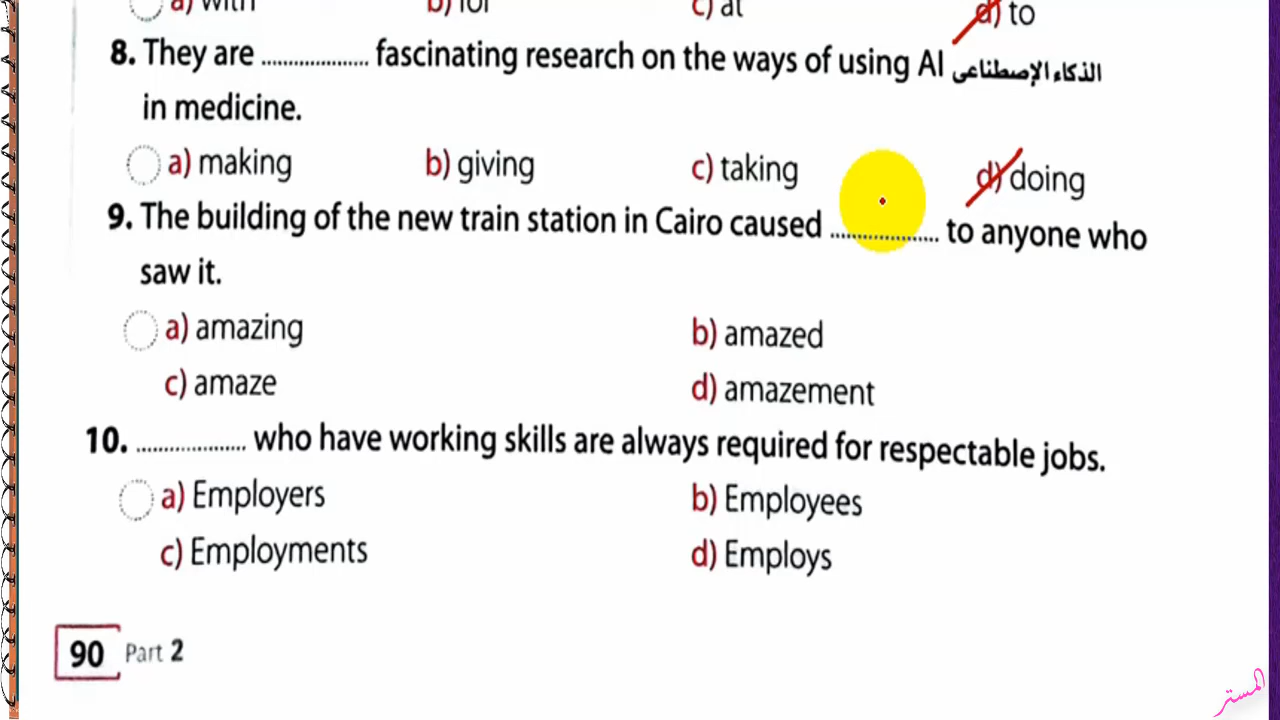 a) with b) for c) at d) to
8. They are .................... fascinating research on the ways of using AI الذكاء الإصطناعى
in medicine.
a) making b) giving c) taking d) doing
9. The building of the new train station in Cairo caused .................... to anyone who
saw it.
a) amazing b) amazed
c) amaze d) amazement
10. .................... who have working skills are always required for respectable jobs.
a) Employers b) Employees
c) Employments d) Employs
90 Part 2
المستر